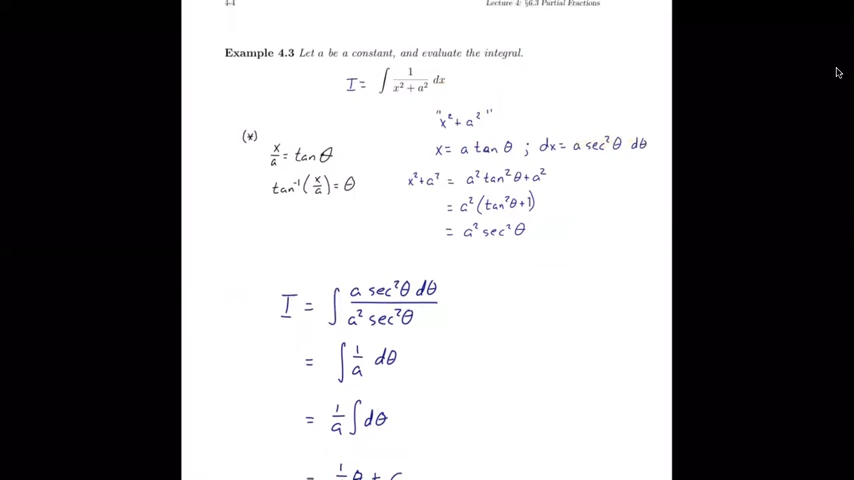 4-4 Lecture 4: §6.3 Partial Fractions
Example 4.3 Let a be a constant, and evaluate the integral.
I = ∫ 1/(x² + a²) dx
"x² + a²"
(*)
x/a = tan θ
tan⁻¹(x/a) = θ
x = a tan θ ; dx = a sec²θ dθ
x² + a² = a² tan²θ + a²
= a² (tan²θ + 1)
= a² sec²θ
I = ∫ (a sec²θ dθ)/(a² sec²θ)
= ∫ 1/a dθ
= 1/a ∫ dθ
= 1/a θ + C